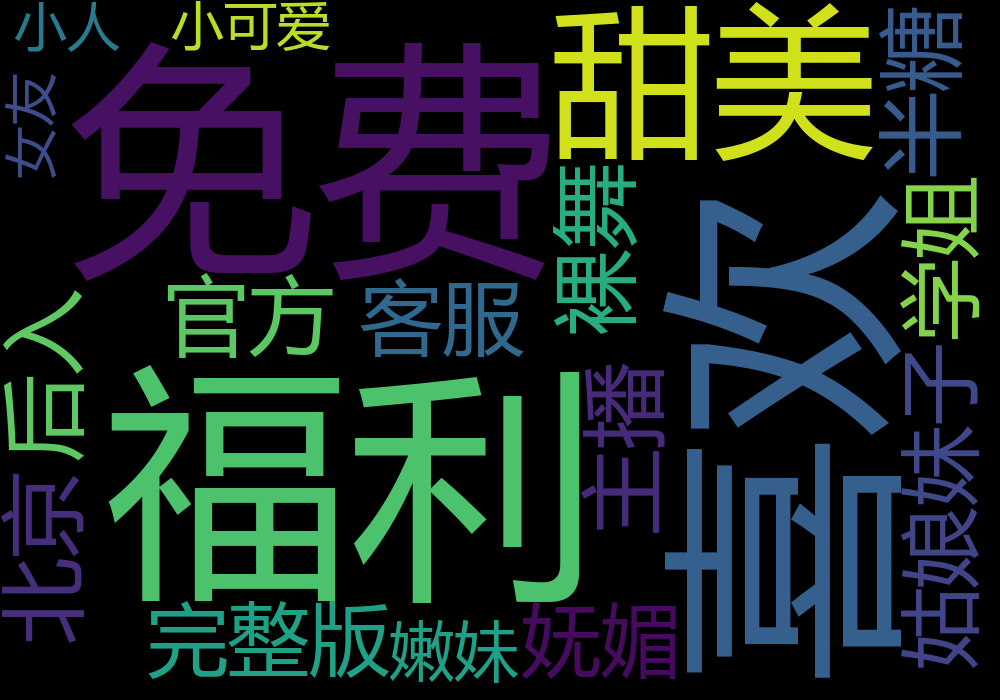 小人
小可爱
女友
免费
甜美
半糖
裸舞
学姐
喜欢
官方
客服
后人
福利
主播
姑娘妹子
北京
完整版
嫩妹
妩媚